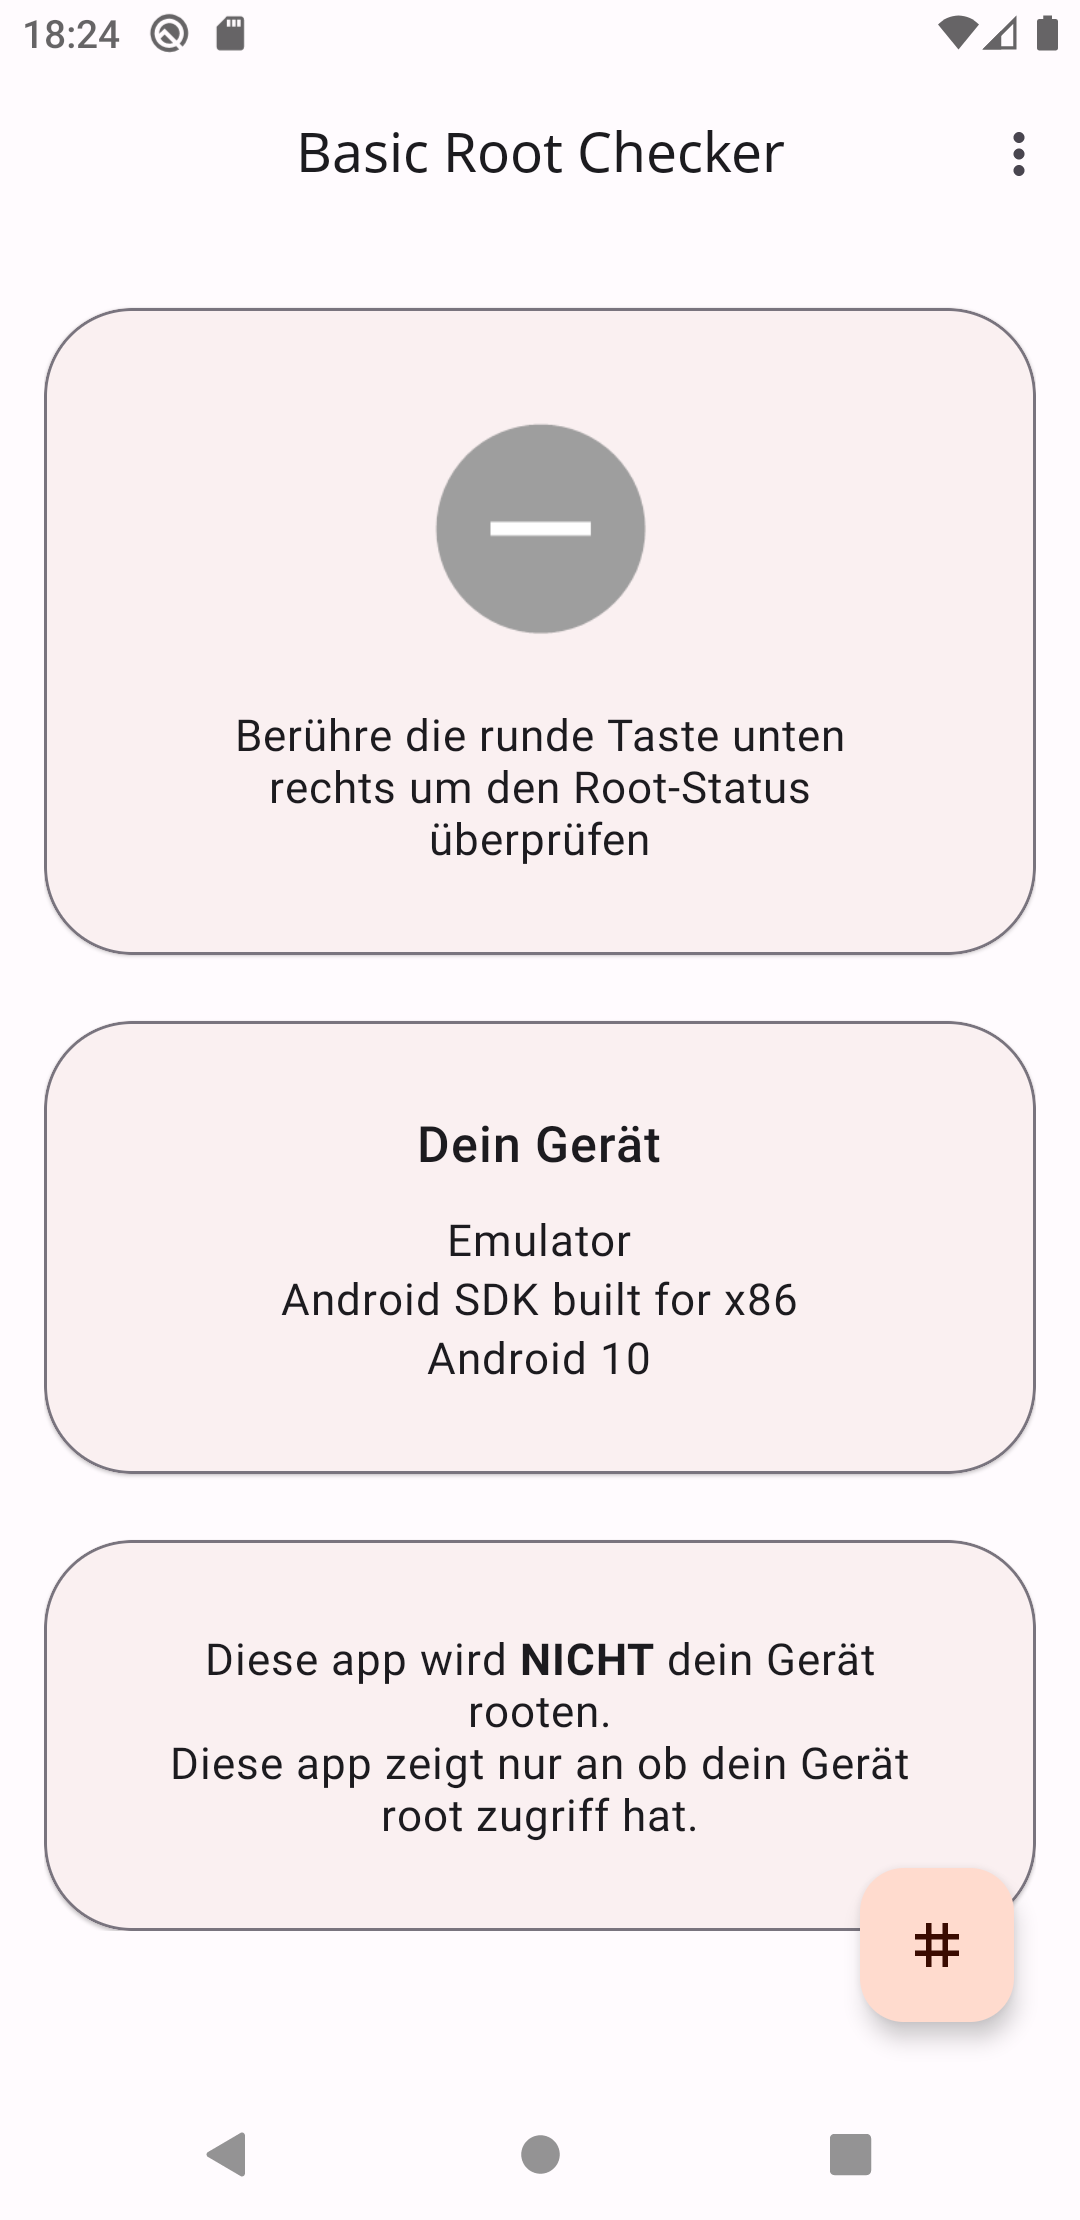 18:24
Basic Root Checker
Berühre die runde Taste unten
rechts um den Root-Status
überprüfen
Dein Gerät
Emulator
Android SDK built for x86
Android 10
Diese app wird NICHT dein Gerät
rooten.
Diese app zeigt nur an ob dein Gerät
root zugriff hat.
#